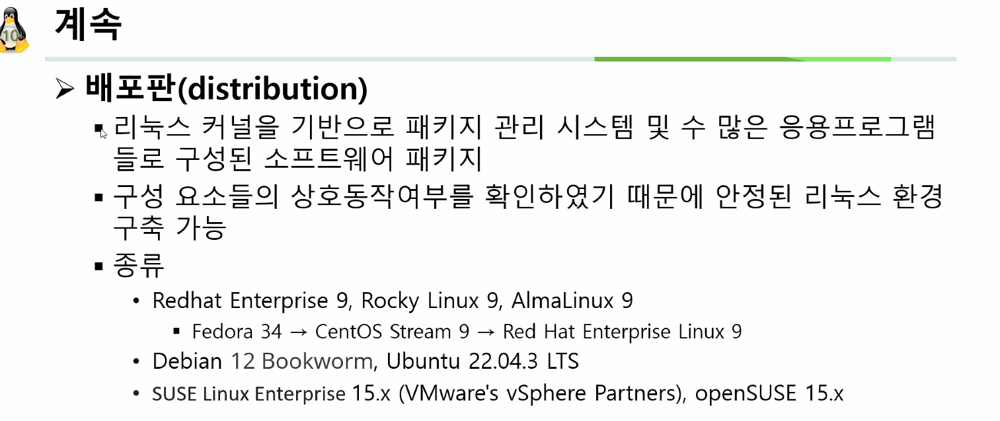 10
계속
➢ 배포판(distribution)
▪ 리눅스 커널을 기반으로 패키지 관리 시스템 및 수 많은 응용프로그램
들로 구성된 소프트웨어 패키지
▪ 구성 요소들의 상호동작여부를 확인하였기 때문에 안정된 리눅스 환경
구축 가능
▪ 종류
• Redhat Enterprise 9, Rocky Linux 9, AlmaLinux 9
▪ Fedora 34 → CentOS Stream 9 → Red Hat Enterprise Linux 9
• Debian 12 Bookworm, Ubuntu 22.04.3 LTS
• SUSE Linux Enterprise 15.x (VMware's vSphere Partners), openSUSE 15.x